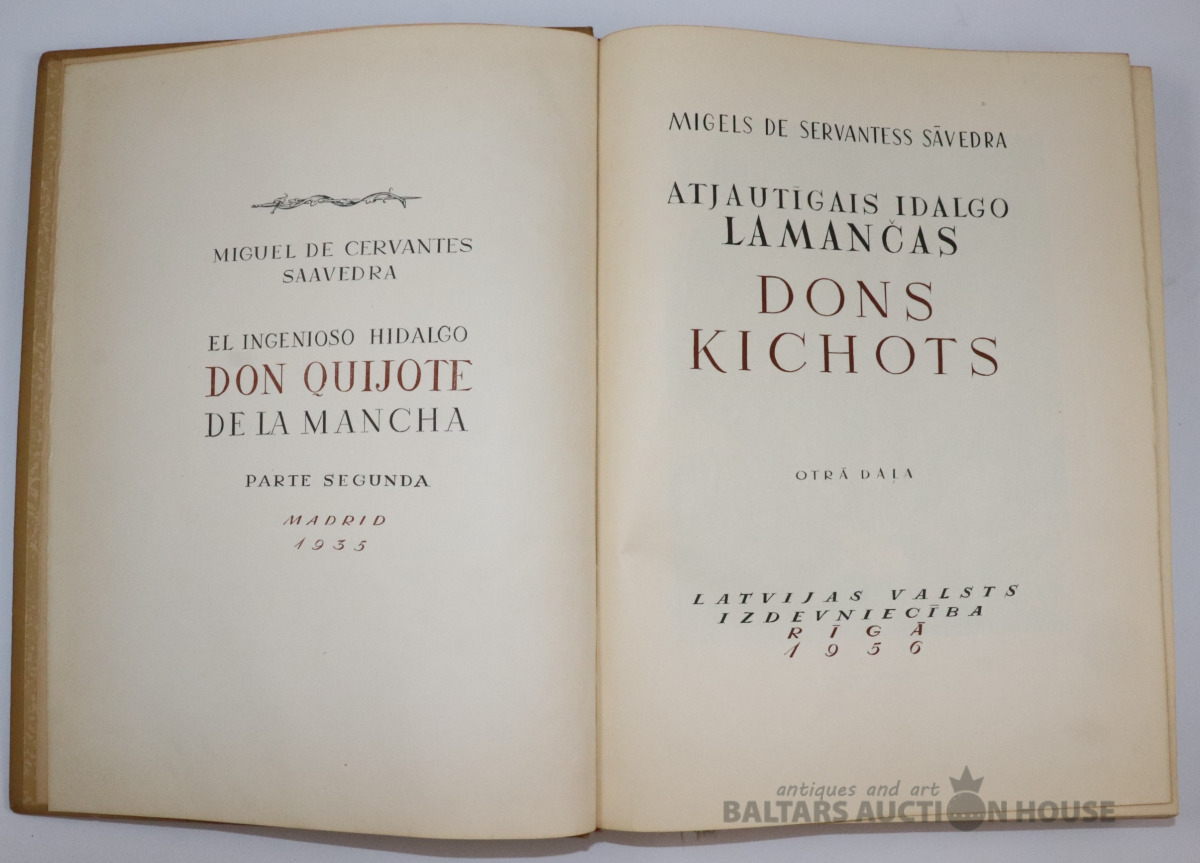 MIGUEL DE CERVANTES
SAAVEDRA
EL INGENIOSO HIDALGO
DON QUIJOTE
DE LA MANCHA
PARTE SEGUNDA
MADRID
1935
MIGELS DE SERVANTESS SĀVEDRA
ATJAUTĪGAIS IDALGO
LAMANČAS
DONS
KICHOTS
OTRĀ DAĻA
LATVIJAS VALSTS
IZDEVNIECĪBA
RĪGĀ
1956
antiques and art
BALTARS AUCTION HOUSE